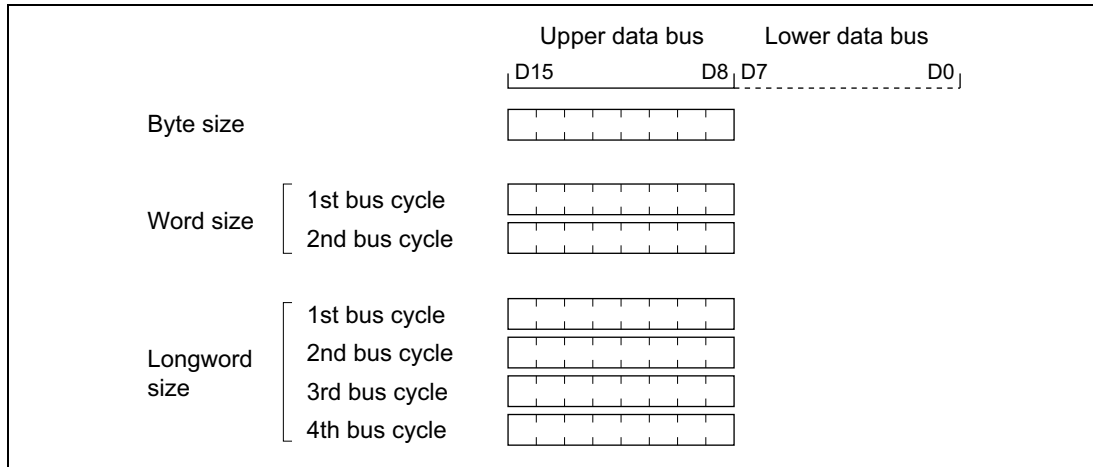 Upper data bus Lower data bus
D15 D8 D7 D0
Byte size
Word size
1st bus cycle
2nd bus cycle
Longword
size
1st bus cycle
2nd bus cycle
3rd bus cycle
4th bus cycle